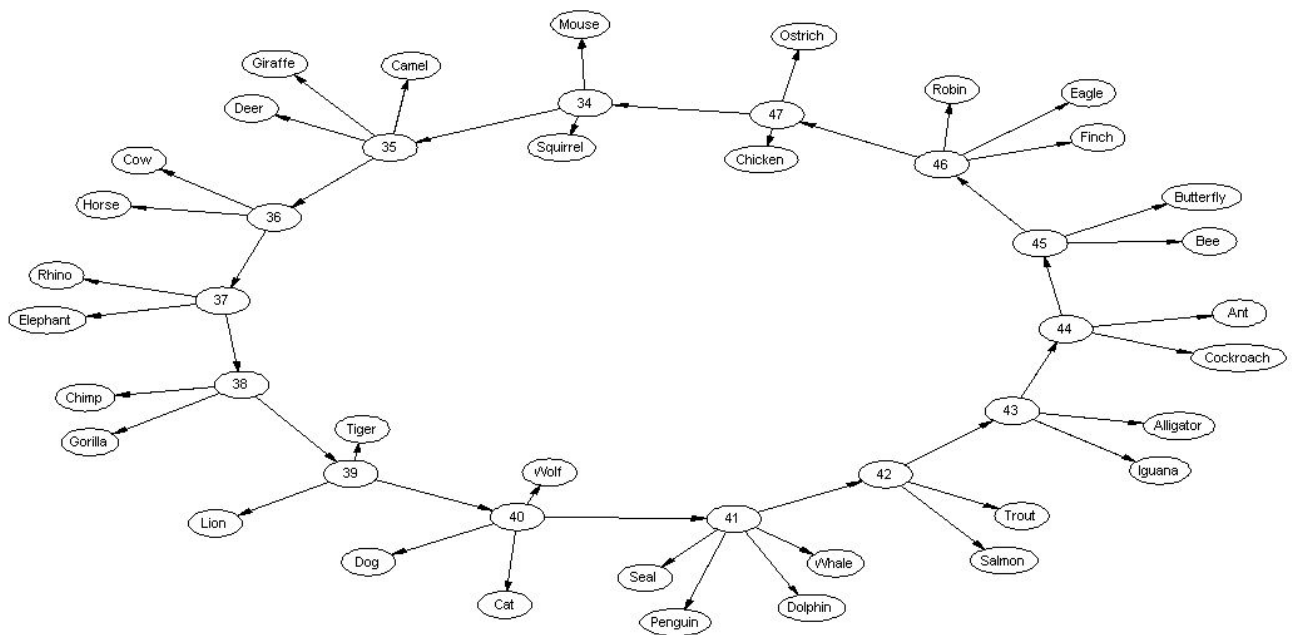 Mouse
Ostrich
Giraffe
Camel
Robin
Eagle
Deer
34
47
Finch
35
Squirrel
Chicken
46
Cow
Horse
36
Butterfly
45
Bee
Rhino
37
Elephant
Ant
44
Cockroach
38
Chimp
43
Gorilla
Tiger
Alligator
39
Wolf
42
Iguana
Lion
40
41
Trout
Dog
Seal
Whale
Salmon
Cat
Penguin
Dolphin